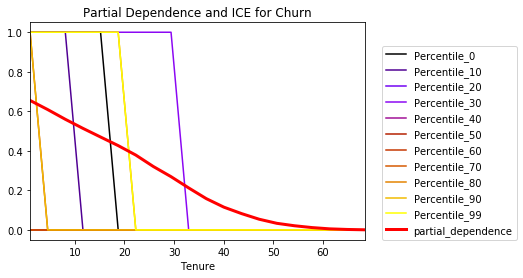 Partial Dependence and ICE for Churn
1.0
0.8
0.6
0.4
0.2
0.0
10 20 30 40 50 60
Tenure
Percentile_0
Percentile_10
Percentile_20
Percentile_30
Percentile_40
Percentile_50
Percentile_60
Percentile_70
Percentile_80
Percentile_90
Percentile_99
partial_dependence